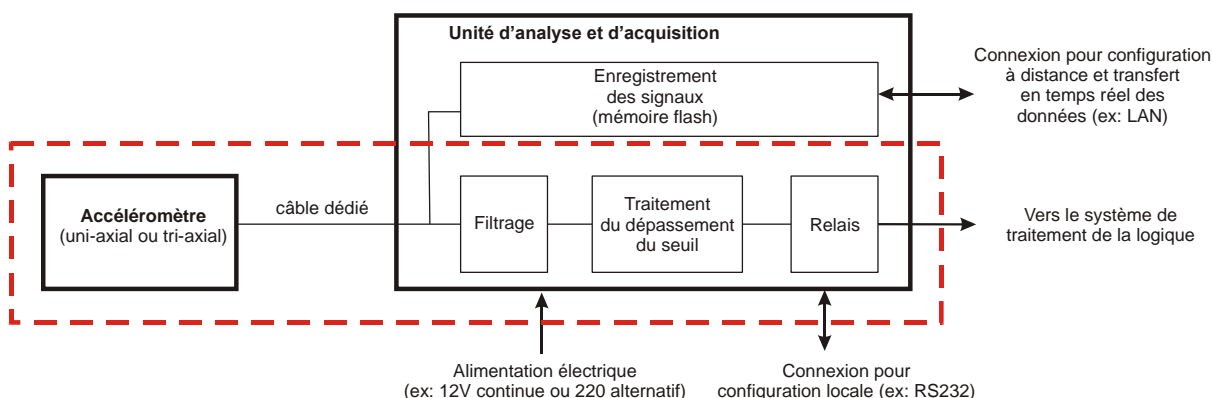 Unité d'analyse et d'acquisition
Enregistrement
des signaux
(mémoire flash)
Connexion pour configuration
à distance et transfert
en temps réel des
données (ex: LAN)
Accéléromètre
(uni-axial ou tri-axial)
câble dédié
Filtrage
Traitement
du dépassement
du seuil
Relais
Vers le système de
traitement de la logique
Alimentation électrique
(ex: 12V continue ou 220 alternatif)
Connexion pour
configuration locale (ex: RS232)